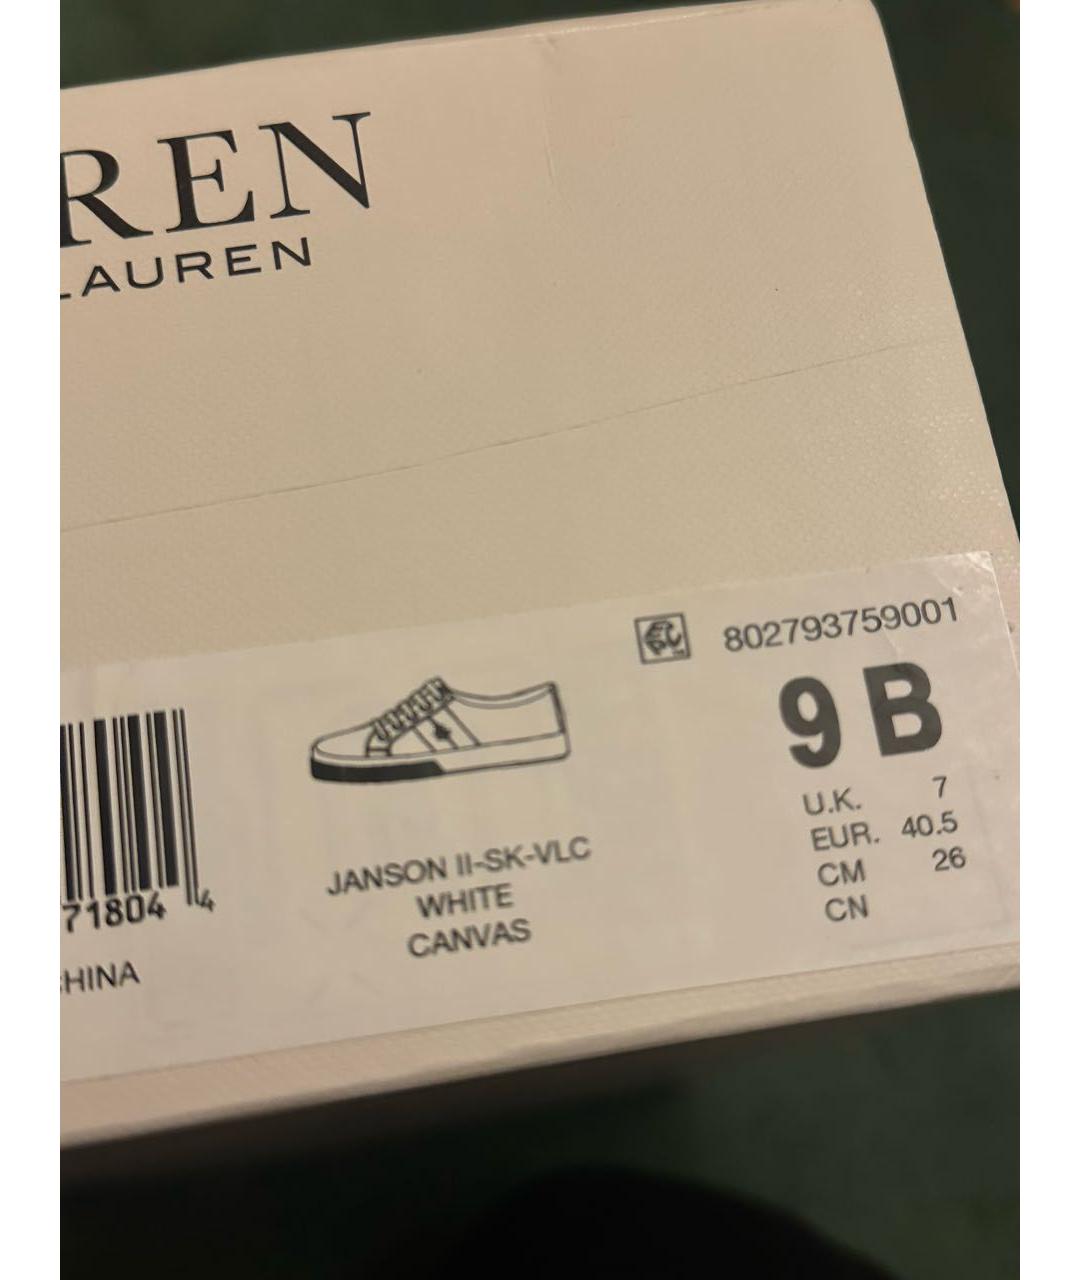 REN
LAUREN
802793759001
9 B
U.K. 7
EUR. 40.5
CM 26
CN
JANSON II-SK-VLC
WHITE
CANVAS
71804 4
HINA